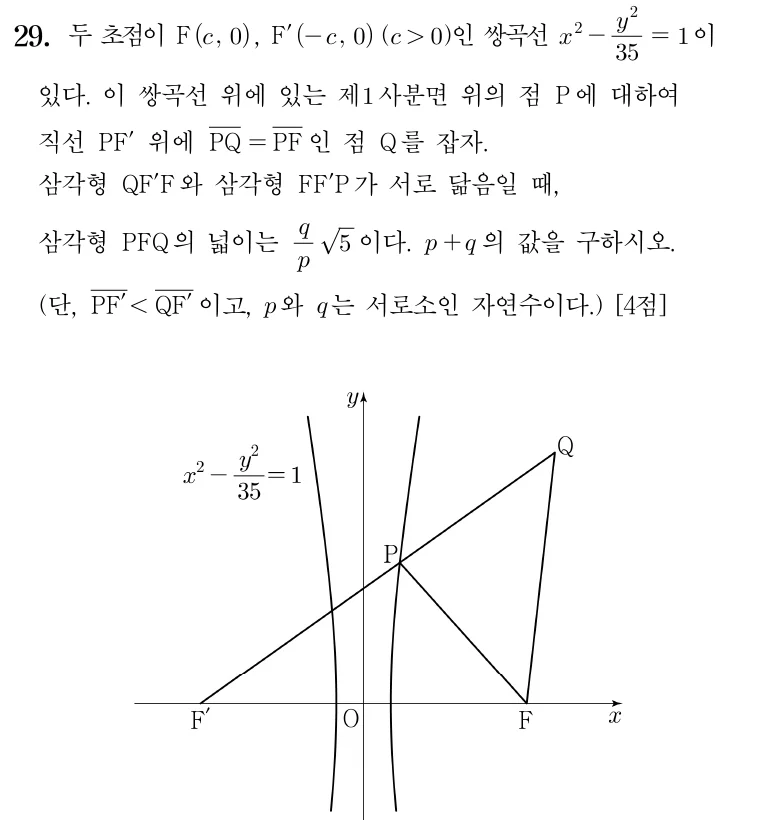 29. 두 초점이 F(c, 0), F′(−c, 0) (c>0)인 쌍곡선 x² − y²/35 = 1이
있다. 이 쌍곡선 위에 있는 제1사분면 위의 점 P에 대하여
직선 PF′ 위에 \overline{PQ} = \overline{PF}인 점 Q를 잡자.
삼각형 QF′F와 삼각형 FF′P가 서로 닮음일 때,
삼각형 PFQ의 넓이는 q/p √5 이다. p+q의 값을 구하시오.
(단, \overline{PF′} < \overline{QF′}이고, p와 q는 서로소인 자연수이다.) [4점]
y
Q
x² − y²/35 = 1
P
F′
O
F
x